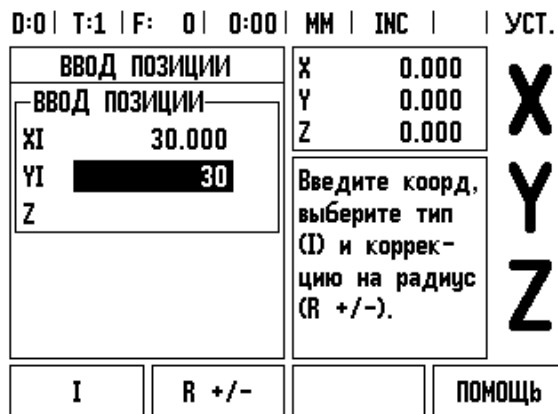 D:0 | T:1 | F: 0 | 0:00 | MM | INC | | УСТ.
ВВОД ПОЗИЦИИ
ВВОД ПОЗИЦИИ
XI 30.000
YI 30
Z
X 0.000
Y 0.000
Z 0.000
Введите коорд,
выберите тип
(I) и коррек-
цию на радиус
(R +/-).
X
Y
Z
I
R +/-
ПОМОЩЬ